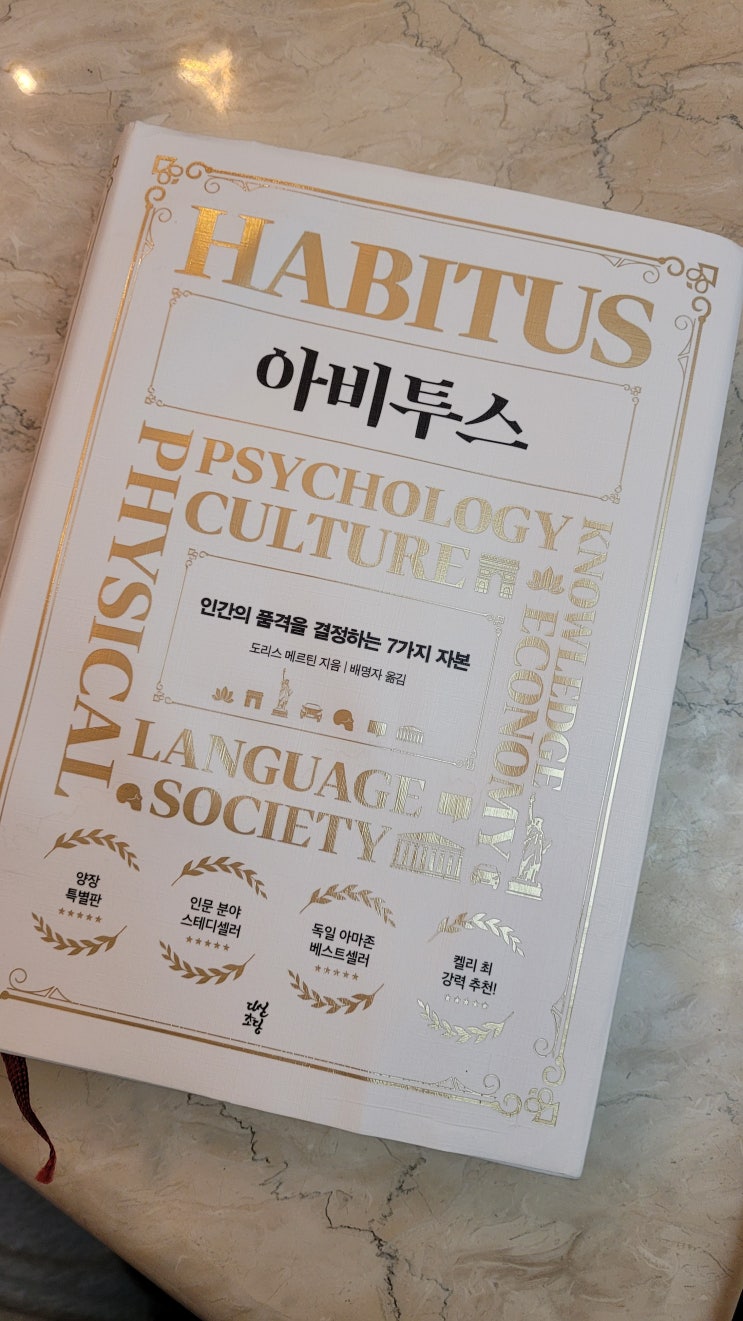 HABITUS
아비투스
PSYCHOLOGY
CULTURE
PHYSICAL
KNOWLEDGE
ECONOMY
인간의 품격을 결정하는 7가지 자본
도리스 메르틴 지음 | 배명자 옮김
LANGUAGE
SOCIETY
양장
특별판
인문 분야
스테디셀러
독일 아마존
베스트셀러
켈리 최
강력 추천!
다산
초당